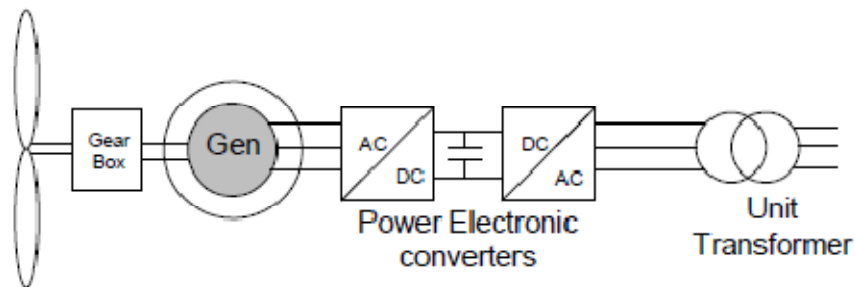 Gear
Box
Gen
AC
DC
DC
AC
Power Electronic
converters
Unit
Transformer